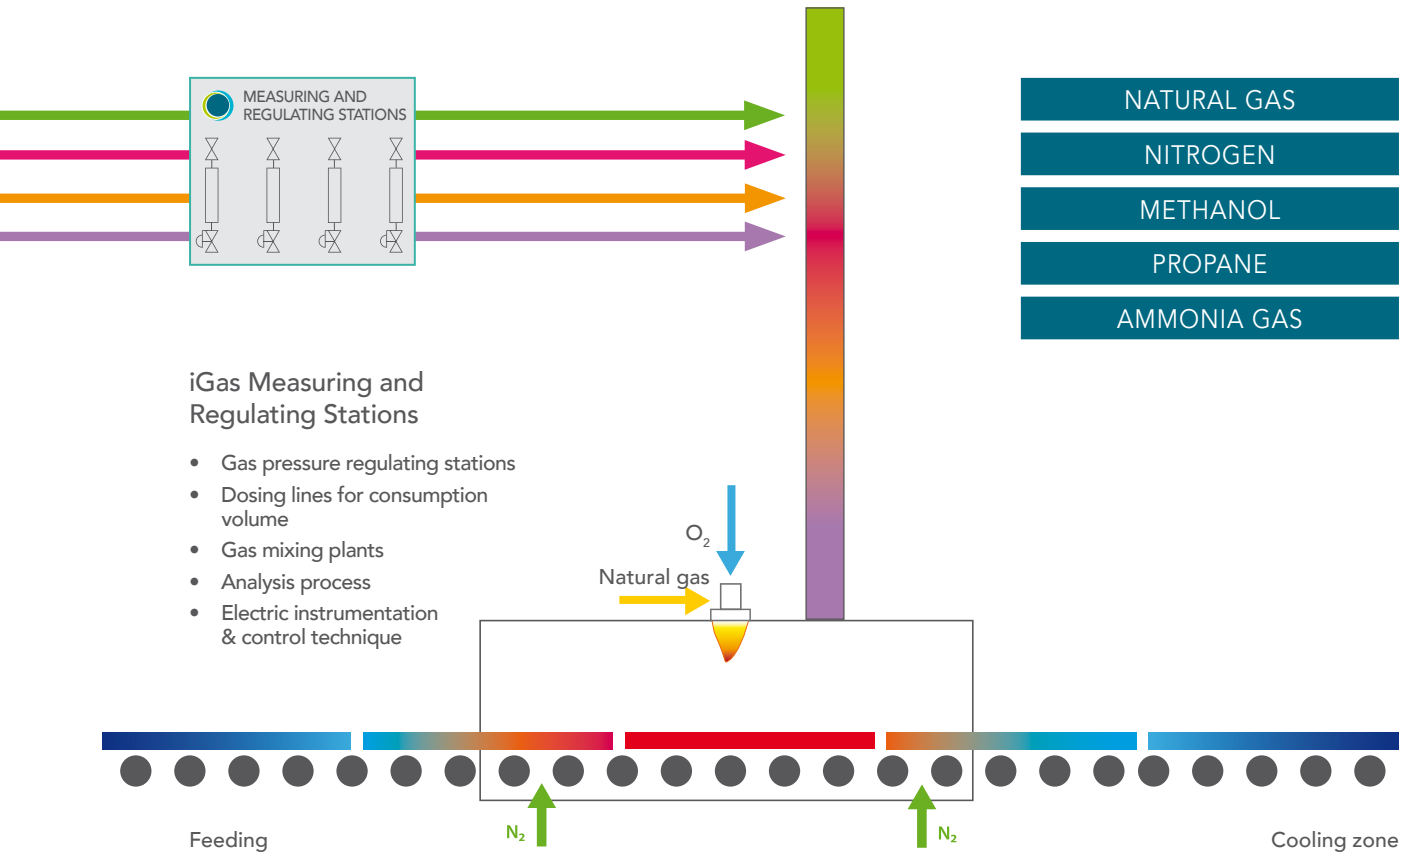 MEASURING AND
REGULATING STATIONS
NATURAL GAS
NITROGEN
METHANOL
PROPANE
AMMONIA GAS
iGas Measuring and
Regulating Stations
• Gas pressure regulating stations
• Dosing lines for consumption
volume
• Gas mixing plants
• Analysis process
• Electric instrumentation
& control technique
O₂
Natural gas
N₂
N₂
Feeding
Cooling zone